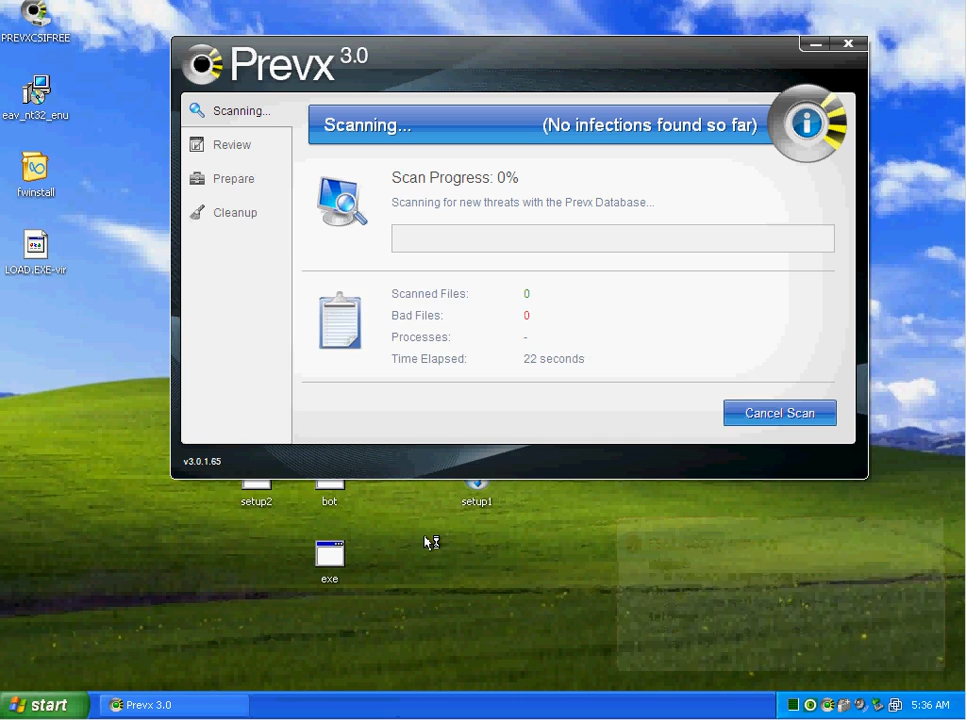 PREVXCSIFREE
eav_nt32_enu
fwinstall
LOAD.EXE-vir
Prevx 3.0
Scanning...
Review
Prepare
Cleanup
Scanning... (No infections found so far)
Scan Progress: 0%
Scanning for new threats with the Prevx Database...
Scanned Files: 0
Bad Files: 0
Processes: -
Time Elapsed: 22 seconds
Cancel Scan
v3.0.1.65
setup2
bot
setup1
exe
start
Prevx 3.0
5:36 AM